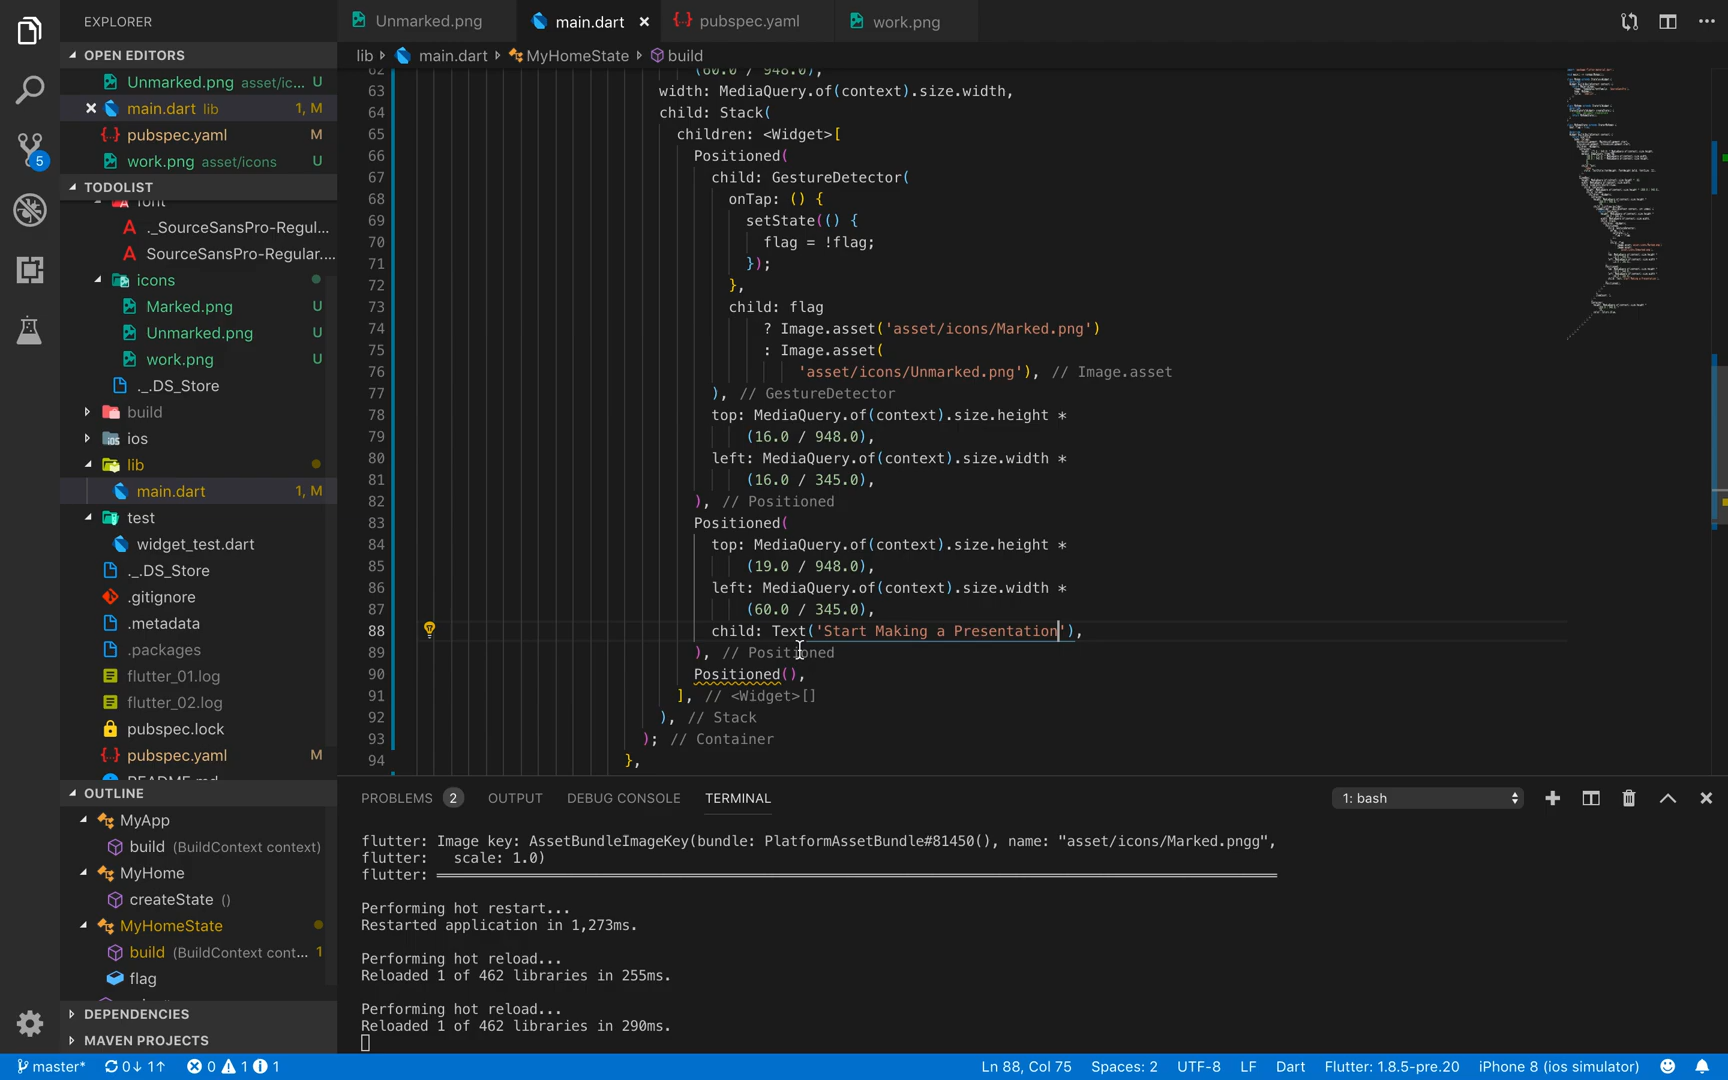 EXPLORER
Unmarked.png
main.dart
pubspec.yaml
work.png
OPEN EDITORS
lib
main.dart
MyHomeState
build
Unmarked.png asset/ic... U
main.dart lib 1, M
pubspec.yaml M
work.png asset/icons U
TODOLIST
font
._SourceSansPro-Regul...
SourceSansPro-Regular....
icons
Marked.png U
Unmarked.png U
work.png U
._.DS_Store
build
ios
lib
main.dart 1, M
test
widget_test.dart
._.DS_Store
.gitignore
.metadata
.packages
flutter_01.log
flutter_02.log
pubspec.lock
pubspec.yaml M
README.md
OUTLINE
MyApp
build (BuildContext context)
MyHome
createState ()
MyHomeState
build (BuildContext cont... 1
flag
DEPENDENCIES
MAVEN PROJECTS
5
62 (60.0 / 948.0),
63 width: MediaQuery.of(context).size.width,
64 child: Stack(
65 children: <Widget>[
66 Positioned(
67 child: GestureDetector(
68 onTap: () {
69 setState(() {
70 flag = !flag;
71 });
72 },
73 child: flag
74 ? Image.asset('asset/icons/Marked.png')
75 : Image.asset(
76 'asset/icons/Unmarked.png'), // Image.asset
77 ), // GestureDetector
78 top: MediaQuery.of(context).size.height *
79 (16.0 / 948.0),
80 left: MediaQuery.of(context).size.width *
81 (16.0 / 345.0),
82 ), // Positioned
83 Positioned(
84 top: MediaQuery.of(context).size.height *
85 (19.0 / 948.0),
86 left: MediaQuery.of(context).size.width *
87 (60.0 / 345.0),
88 child: Text('Start Making a Presentation'),
89 ), // Positioned
90 Positioned(),
91 ], // <Widget>[]
92 ), // Stack
93 ); // Container
94 },
PROBLEMS 2 OUTPUT DEBUG CONSOLE TERMINAL 1: bash
flutter: Image key: AssetBundleImageKey(bundle: PlatformAssetBundle#81450(), name: "asset/icons/Marked.pngg",
flutter:   scale: 1.0)
flutter: ════════════════════════════════════════
Performing hot restart...
Restarted application in 1,273ms.
Performing hot reload...
Reloaded 1 of 462 libraries in 255ms.
Performing hot reload...
Reloaded 1 of 462 libraries in 290ms.
master* 0↓ 1↑ 0 1 1 Ln 88, Col 75 Spaces: 2 UTF-8 LF Dart Flutter: 1.8.5-pre.20 iPhone 8 (ios simulator)